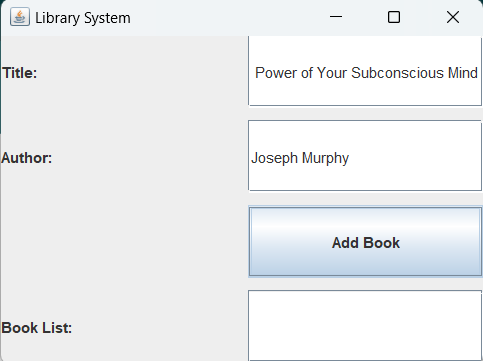 Library System
Title:
Power of Your Subconscious Mind
Author:
Joseph Murphy
Add Book
Book List: